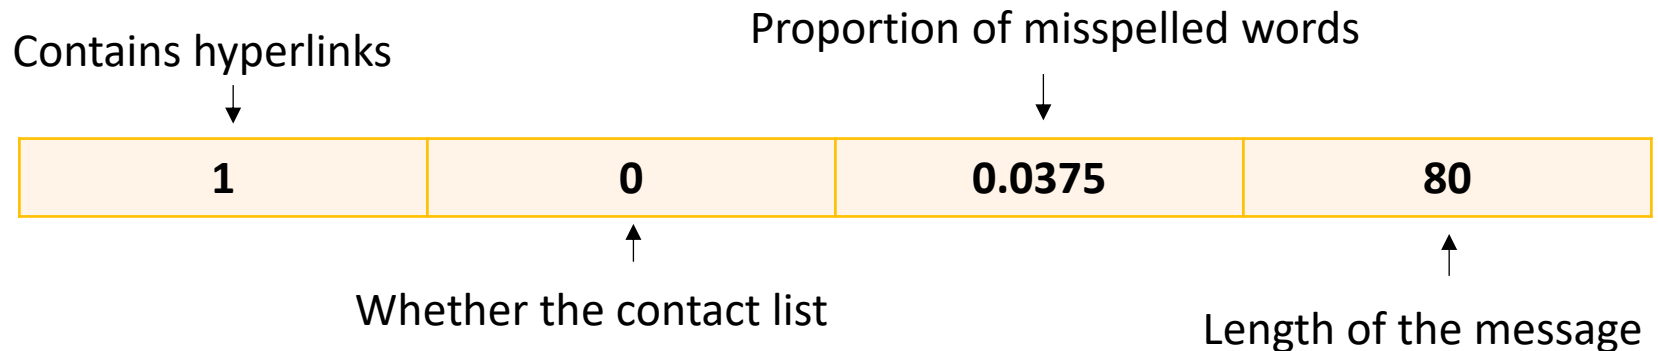 Contains hyperlinks
Proportion of misspelled words
1 0 0.0375 80
Whether the contact list
Length of the message